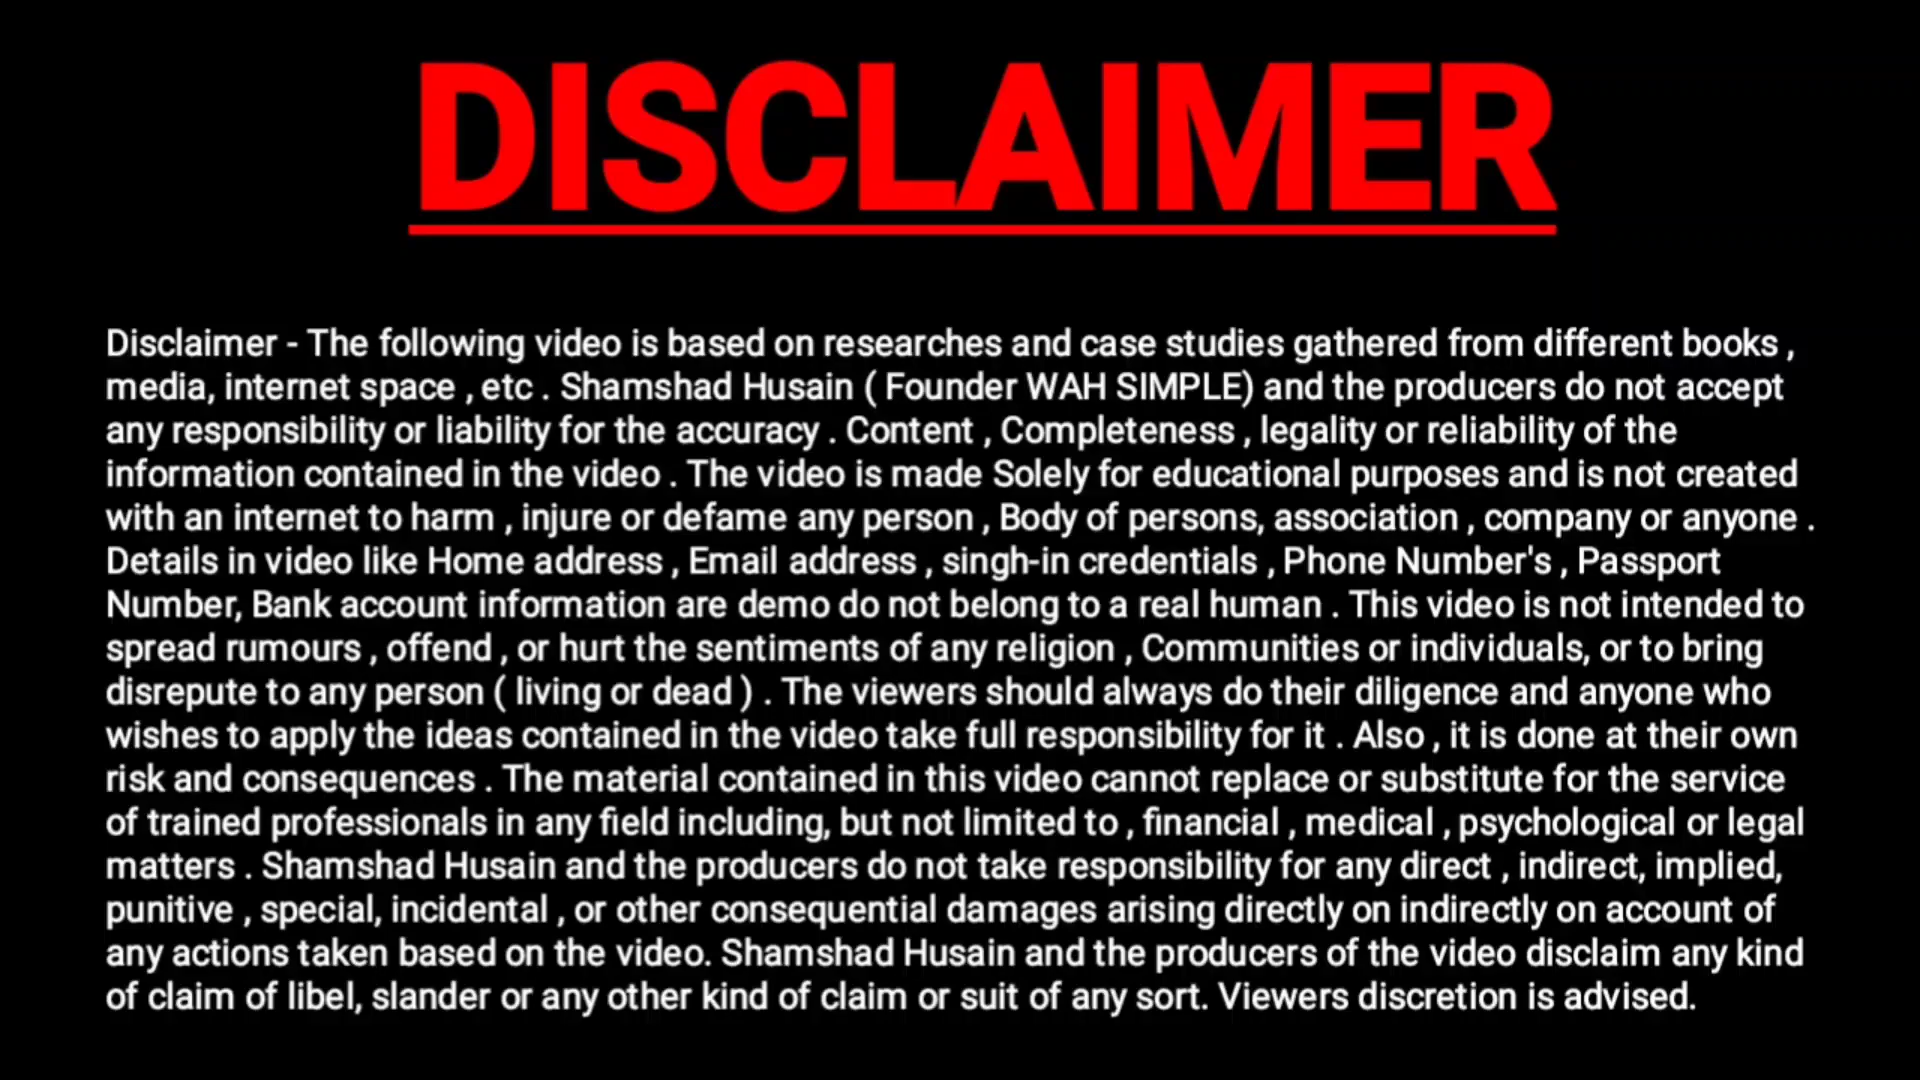 DISCLAIMER
Disclaimer - The following video is based on researches and case studies gathered from different books ,
media, internet space , etc . Shamshad Husain ( Founder WAH SIMPLE) and the producers do not accept
any responsibility or liability for the accuracy . Content , Completeness , legality or reliability of the
information contained in the video . The video is made Solely for educational purposes and is not created
with an internet to harm , injure or defame any person , Body of persons, association , company or anyone .
Details in video like Home address , Email address , singh-in credentials , Phone Number's , Passport
Number, Bank account information are demo do not belong to a real human . This video is not intended to
spread rumours , offend , or hurt the sentiments of any religion , Communities or individuals, or to bring
disrepute to any person ( living or dead ) . The viewers should always do their diligence and anyone who
wishes to apply the ideas contained in the video take full responsibility for it . Also , it is done at their own
risk and consequences . The material contained in this video cannot replace or substitute for the service
of trained professionals in any field including, but not limited to , financial , medical , psychological or legal
matters . Shamshad Husain and the producers do not take responsibility for any direct , indirect, implied,
punitive , special, incidental , or other consequential damages arising directly on indirectly on account of
any actions taken based on the video. Shamshad Husain and the producers of the video disclaim any kind
of claim of libel, slander or any other kind of claim or suit of any sort. Viewers discretion is advised.